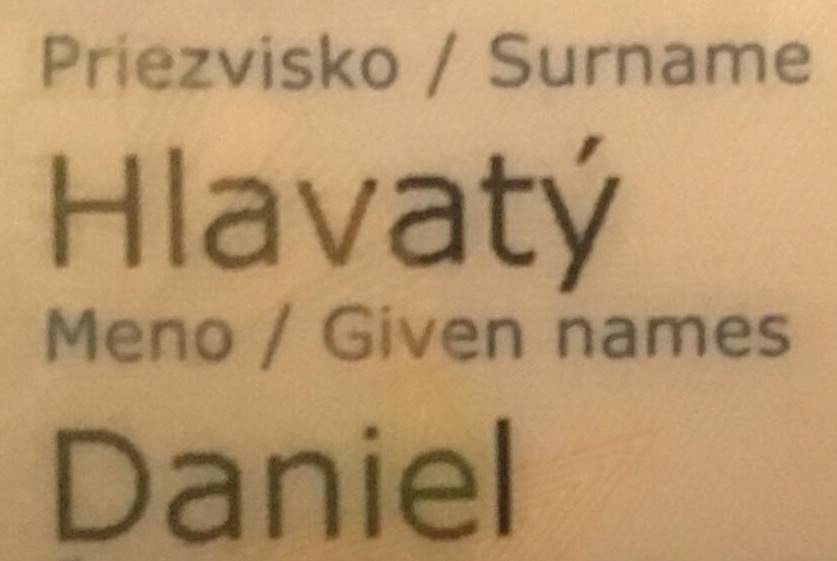 Priezvisko / Surname
Hlavatý
Meno / Given names
Daniel